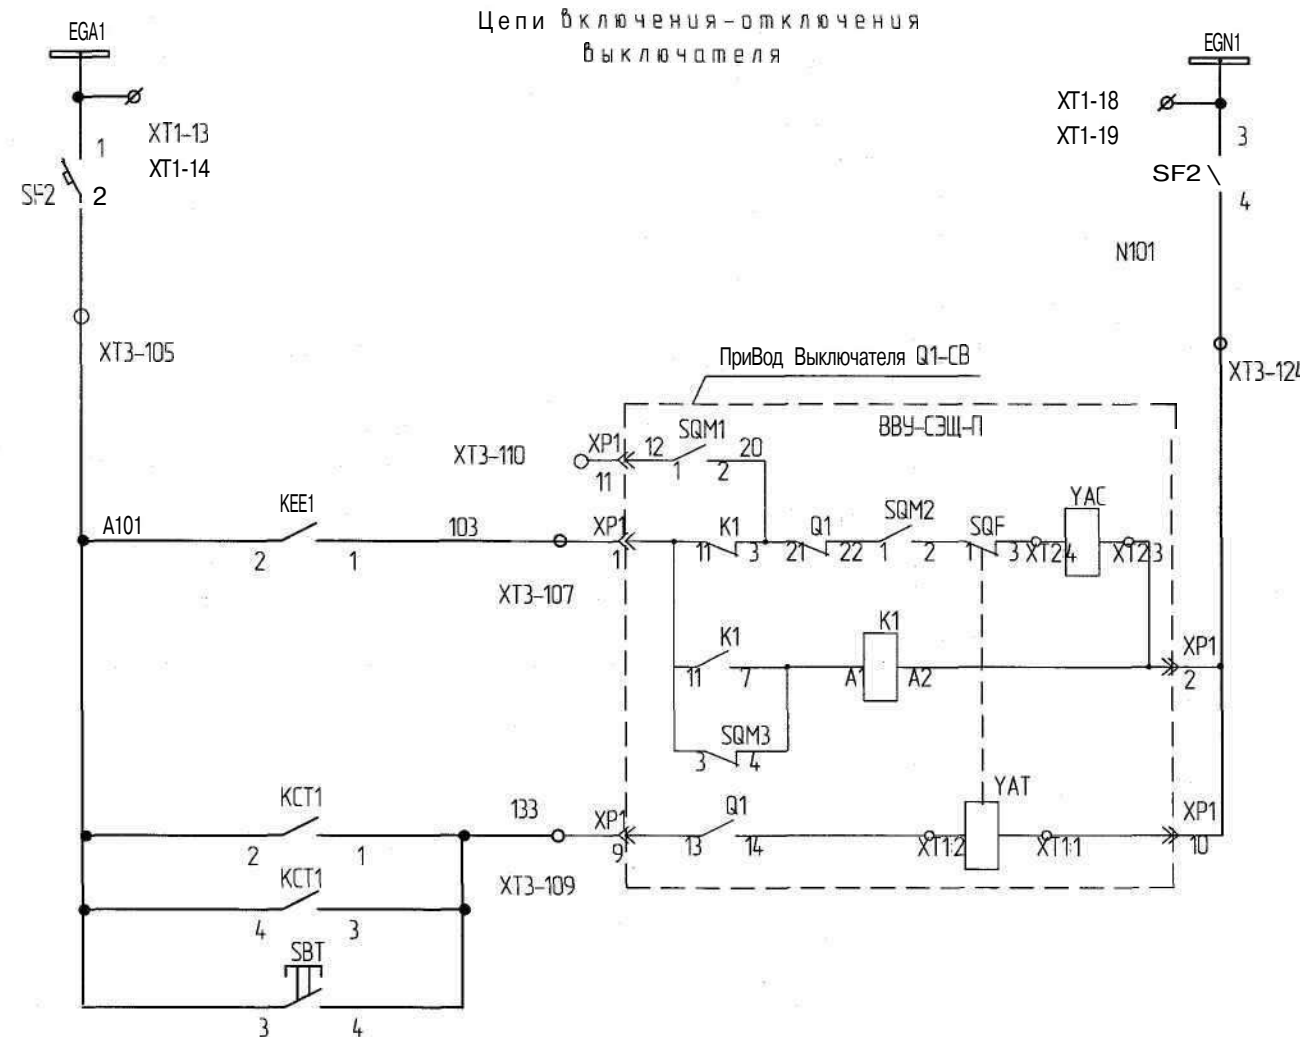 Цепи включения-отключения
выключателя
EGA1
EGN1
XT1-13
XT1-14
XT1-18
XT1-19
1
3
SF2
2
SF2
4
N101
XT3-105
XT3-124
Привод Выключателя Q1-СВ
ВВУ-СЭЩ-П
XT3-110
XP1
11
12
SQM1
1
2
20
A101
KEE1
2
1
103
XT3-107
XP1
1
K1
11
3
Q1
21
22
SQM2
1
2
SQF
1
3
XT2:4
YAC
XT2:3
K1
11
7
K1
A1
A2
XP1
2
SQM3
3
4
KCT1
2
1
133
XT3-109
XP1
9
Q1
13
14
XT1:2
YAT
XT1:1
XP1
10
KCT1
4
3
SBT
3
4